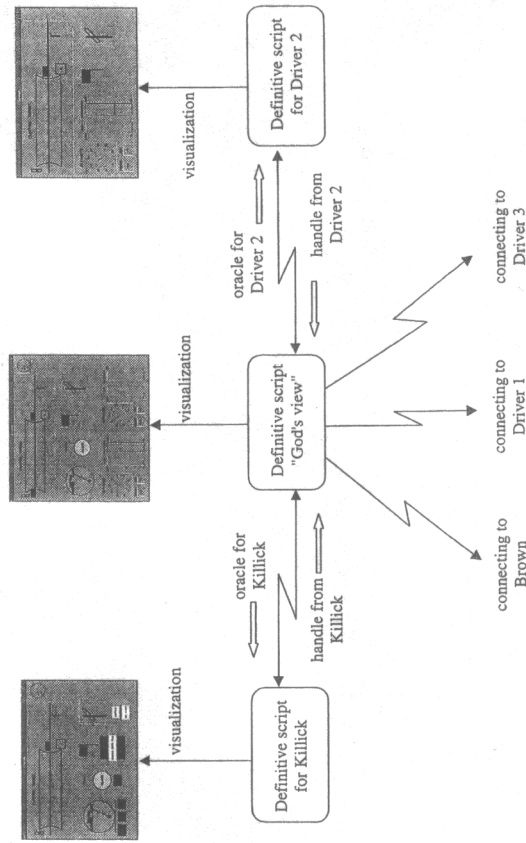 visualization
visualization
visualization
Definitive script
for Killick
oracle for
Killick
handle from
Killick
Definitive script
"God's view"
oracle for
Driver 2
handle from
Driver 2
Definitive script
for Driver 2
connecting to
Brown
connecting to
Driver 1
connecting to
Driver 3